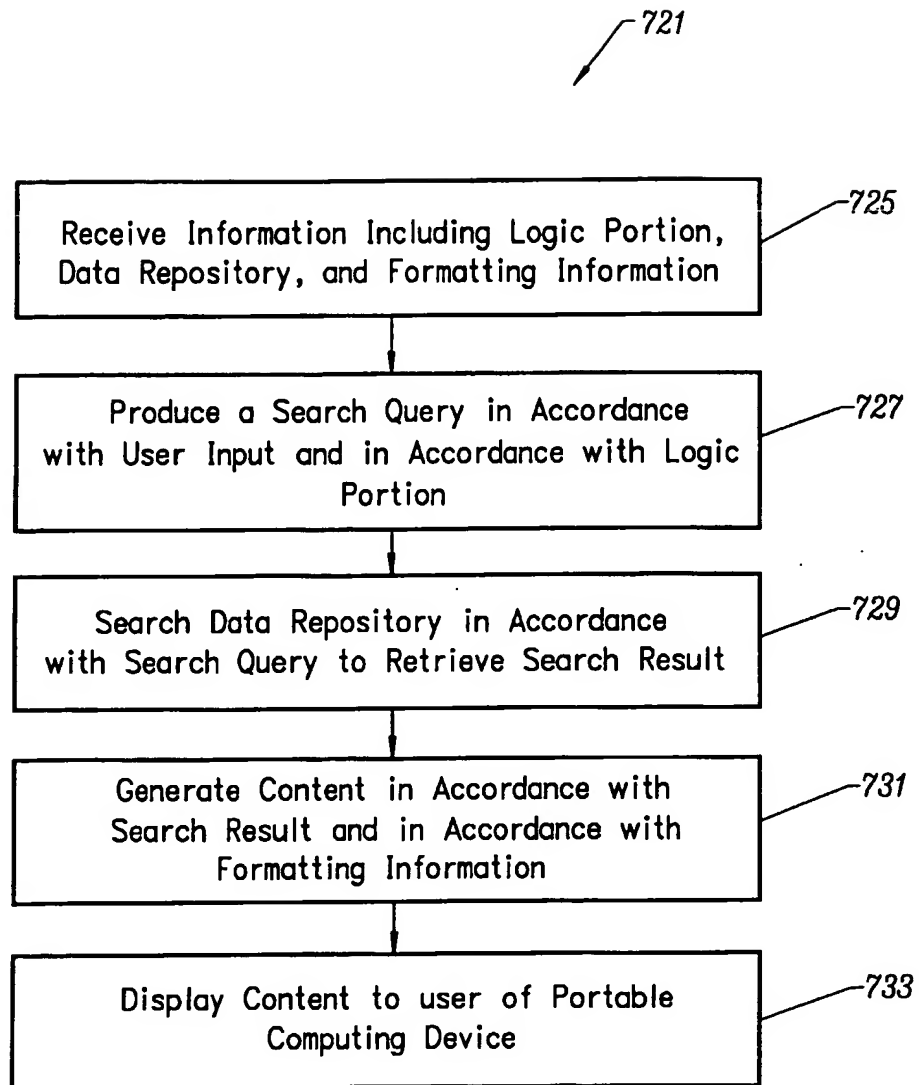 721
Receive Information Including Logic Portion,
Data Repository, and Formatting Information
725
Produce a Search Query in Accordance
with User Input and in Accordance with Logic
Portion
727
Search Data Repository in Accordance
with Search Query to Retrieve Search Result
729
Generate Content in Accordance with
Search Result and in Accordance with
Formatting Information
731
Display Content to user of Portable
Computing Device
733